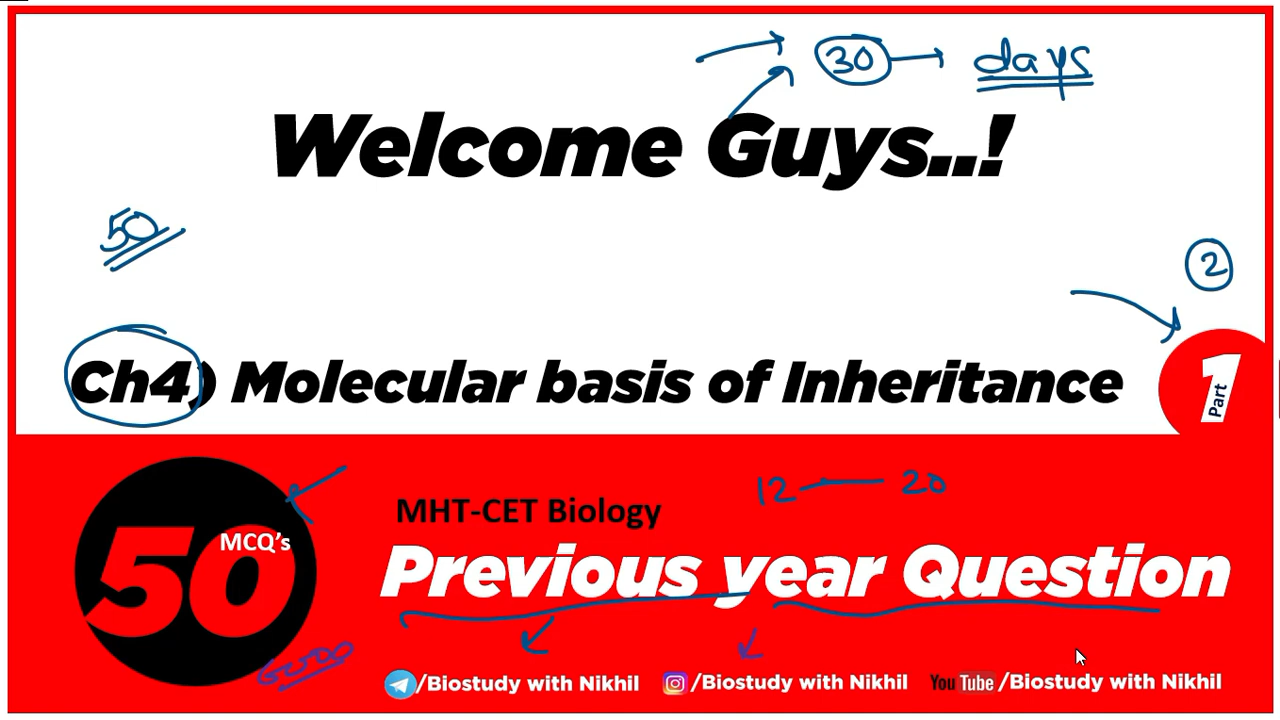 30 → days
Welcome Guys..!
50
2
Ch4) Molecular basis of Inheritance
Part 1
12 — 20
MHT-CET Biology
50 MCQ's
Previous year Question
/Biostudy with Nikhil /Biostudy with Nikhil YouTube /Biostudy with Nikhil